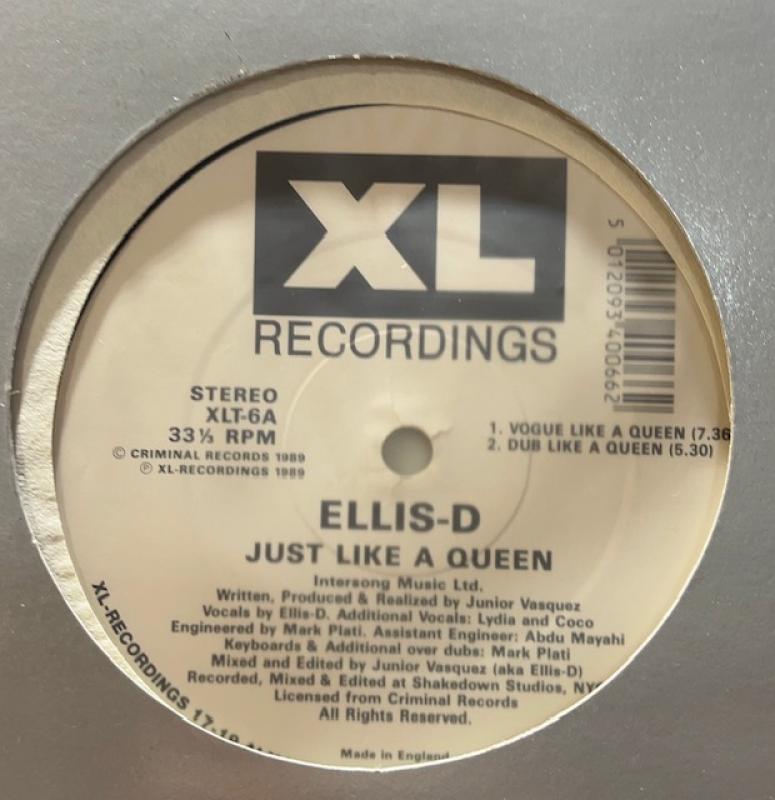 XL
RECORDINGS
5 012093 400662
STEREO
XLT-6A
33⅓ RPM
© CRIMINAL RECORDS 1989
℗ XL-RECORDINGS 1989
1. VOGUE LIKE A QUEEN (7.36
2. DUB LIKE A QUEEN (5.30)
ELLIS-D
JUST LIKE A QUEEN
Intersong Music Ltd.
Written, Produced & Realized by Junior Vasquez
Vocals by Ellis-D. Additional Vocals: Lydia and Coco
Engineered by Mark Plati. Assistant Engineer: Abdu Mayahi
Keyboards & Additional over dubs: Mark Plati
Mixed and Edited by Junior Vasquez (aka Ellis-D)
Recorded, Mixed & Edited at Shakedown Studios, NYC
Licensed from Criminal Records
All Rights Reserved.
Made in England
XL-RECORDINGS 17-19